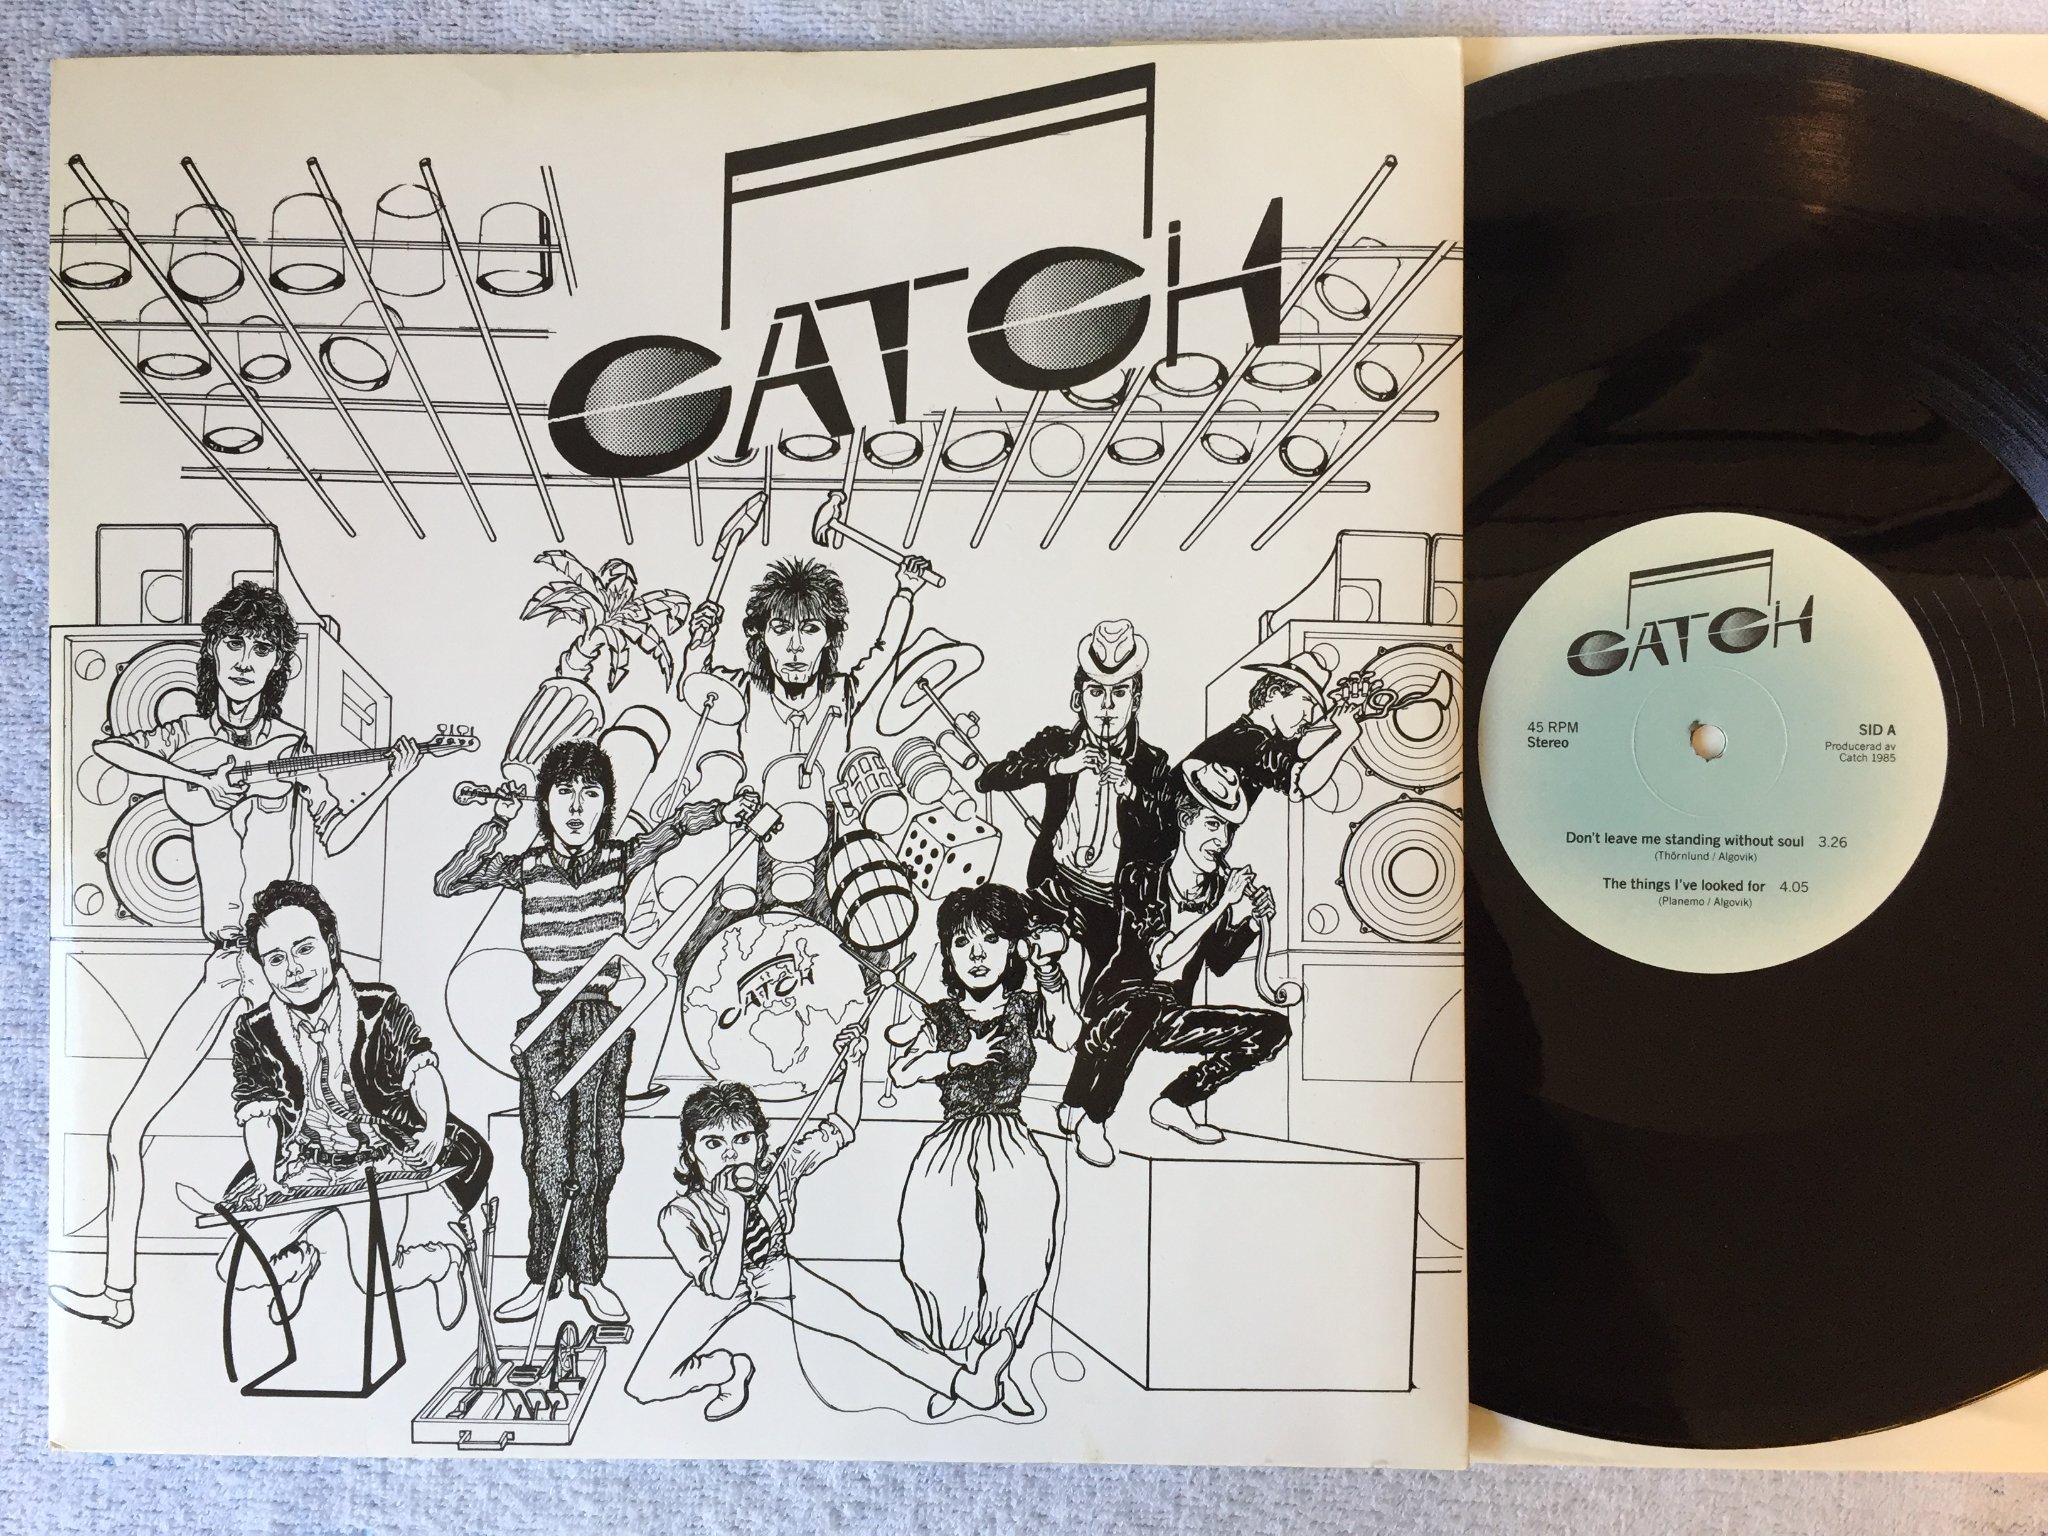 CATCH
CATCH
CATCH
45 RPM
Stereo
SID A
Producerad av
Catch 1985
Don't leave me standing without soul 3.26
(Thörnlund / Algovik)
The things I've looked for 4.05
(Planemo / Algovik)